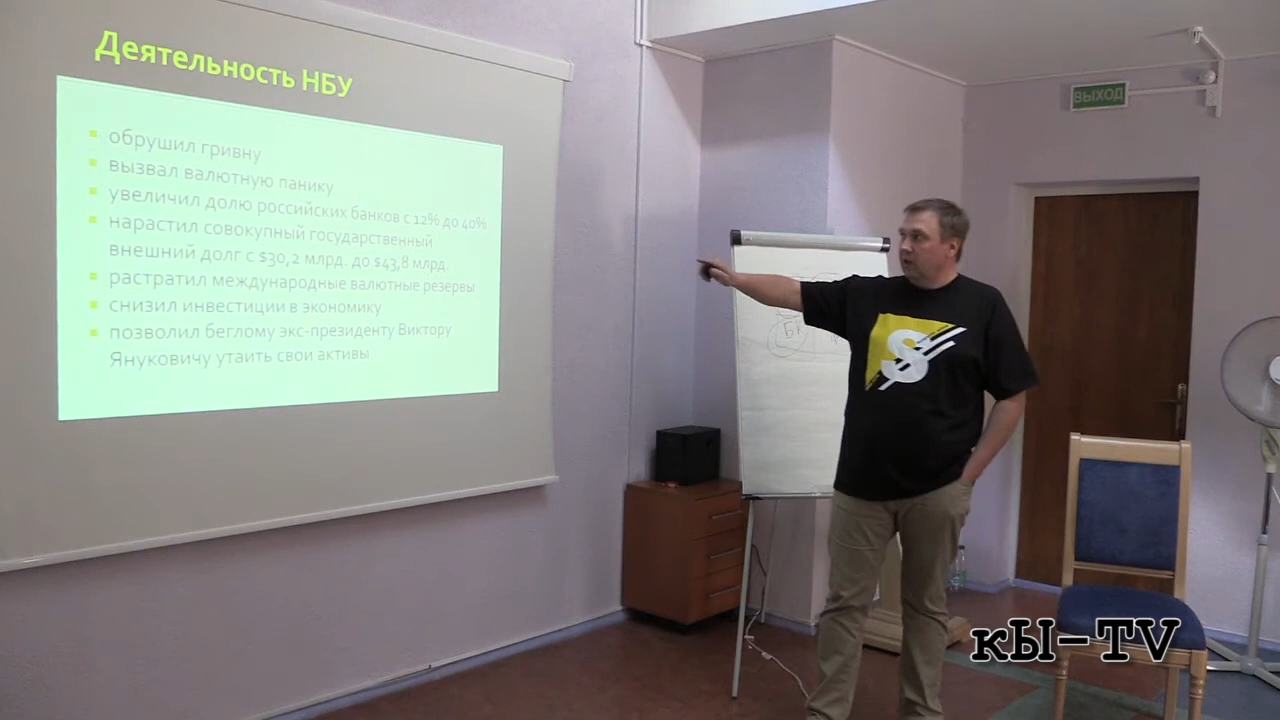 Деятельность НБУ
обрушил гривну
вызвал валютную панику
увеличил долю российских банков с 12% до 40%
нарастил совокупный государственный
внешний долг с $30,2 млрд. до $43,8 млрд.
растратил международные валютные резервы
снизил инвестиции в экономику
позволил беглому экс-президенту Виктору
Януковичу утаить свои активы
ВЫХОД
S
кЫ-TV